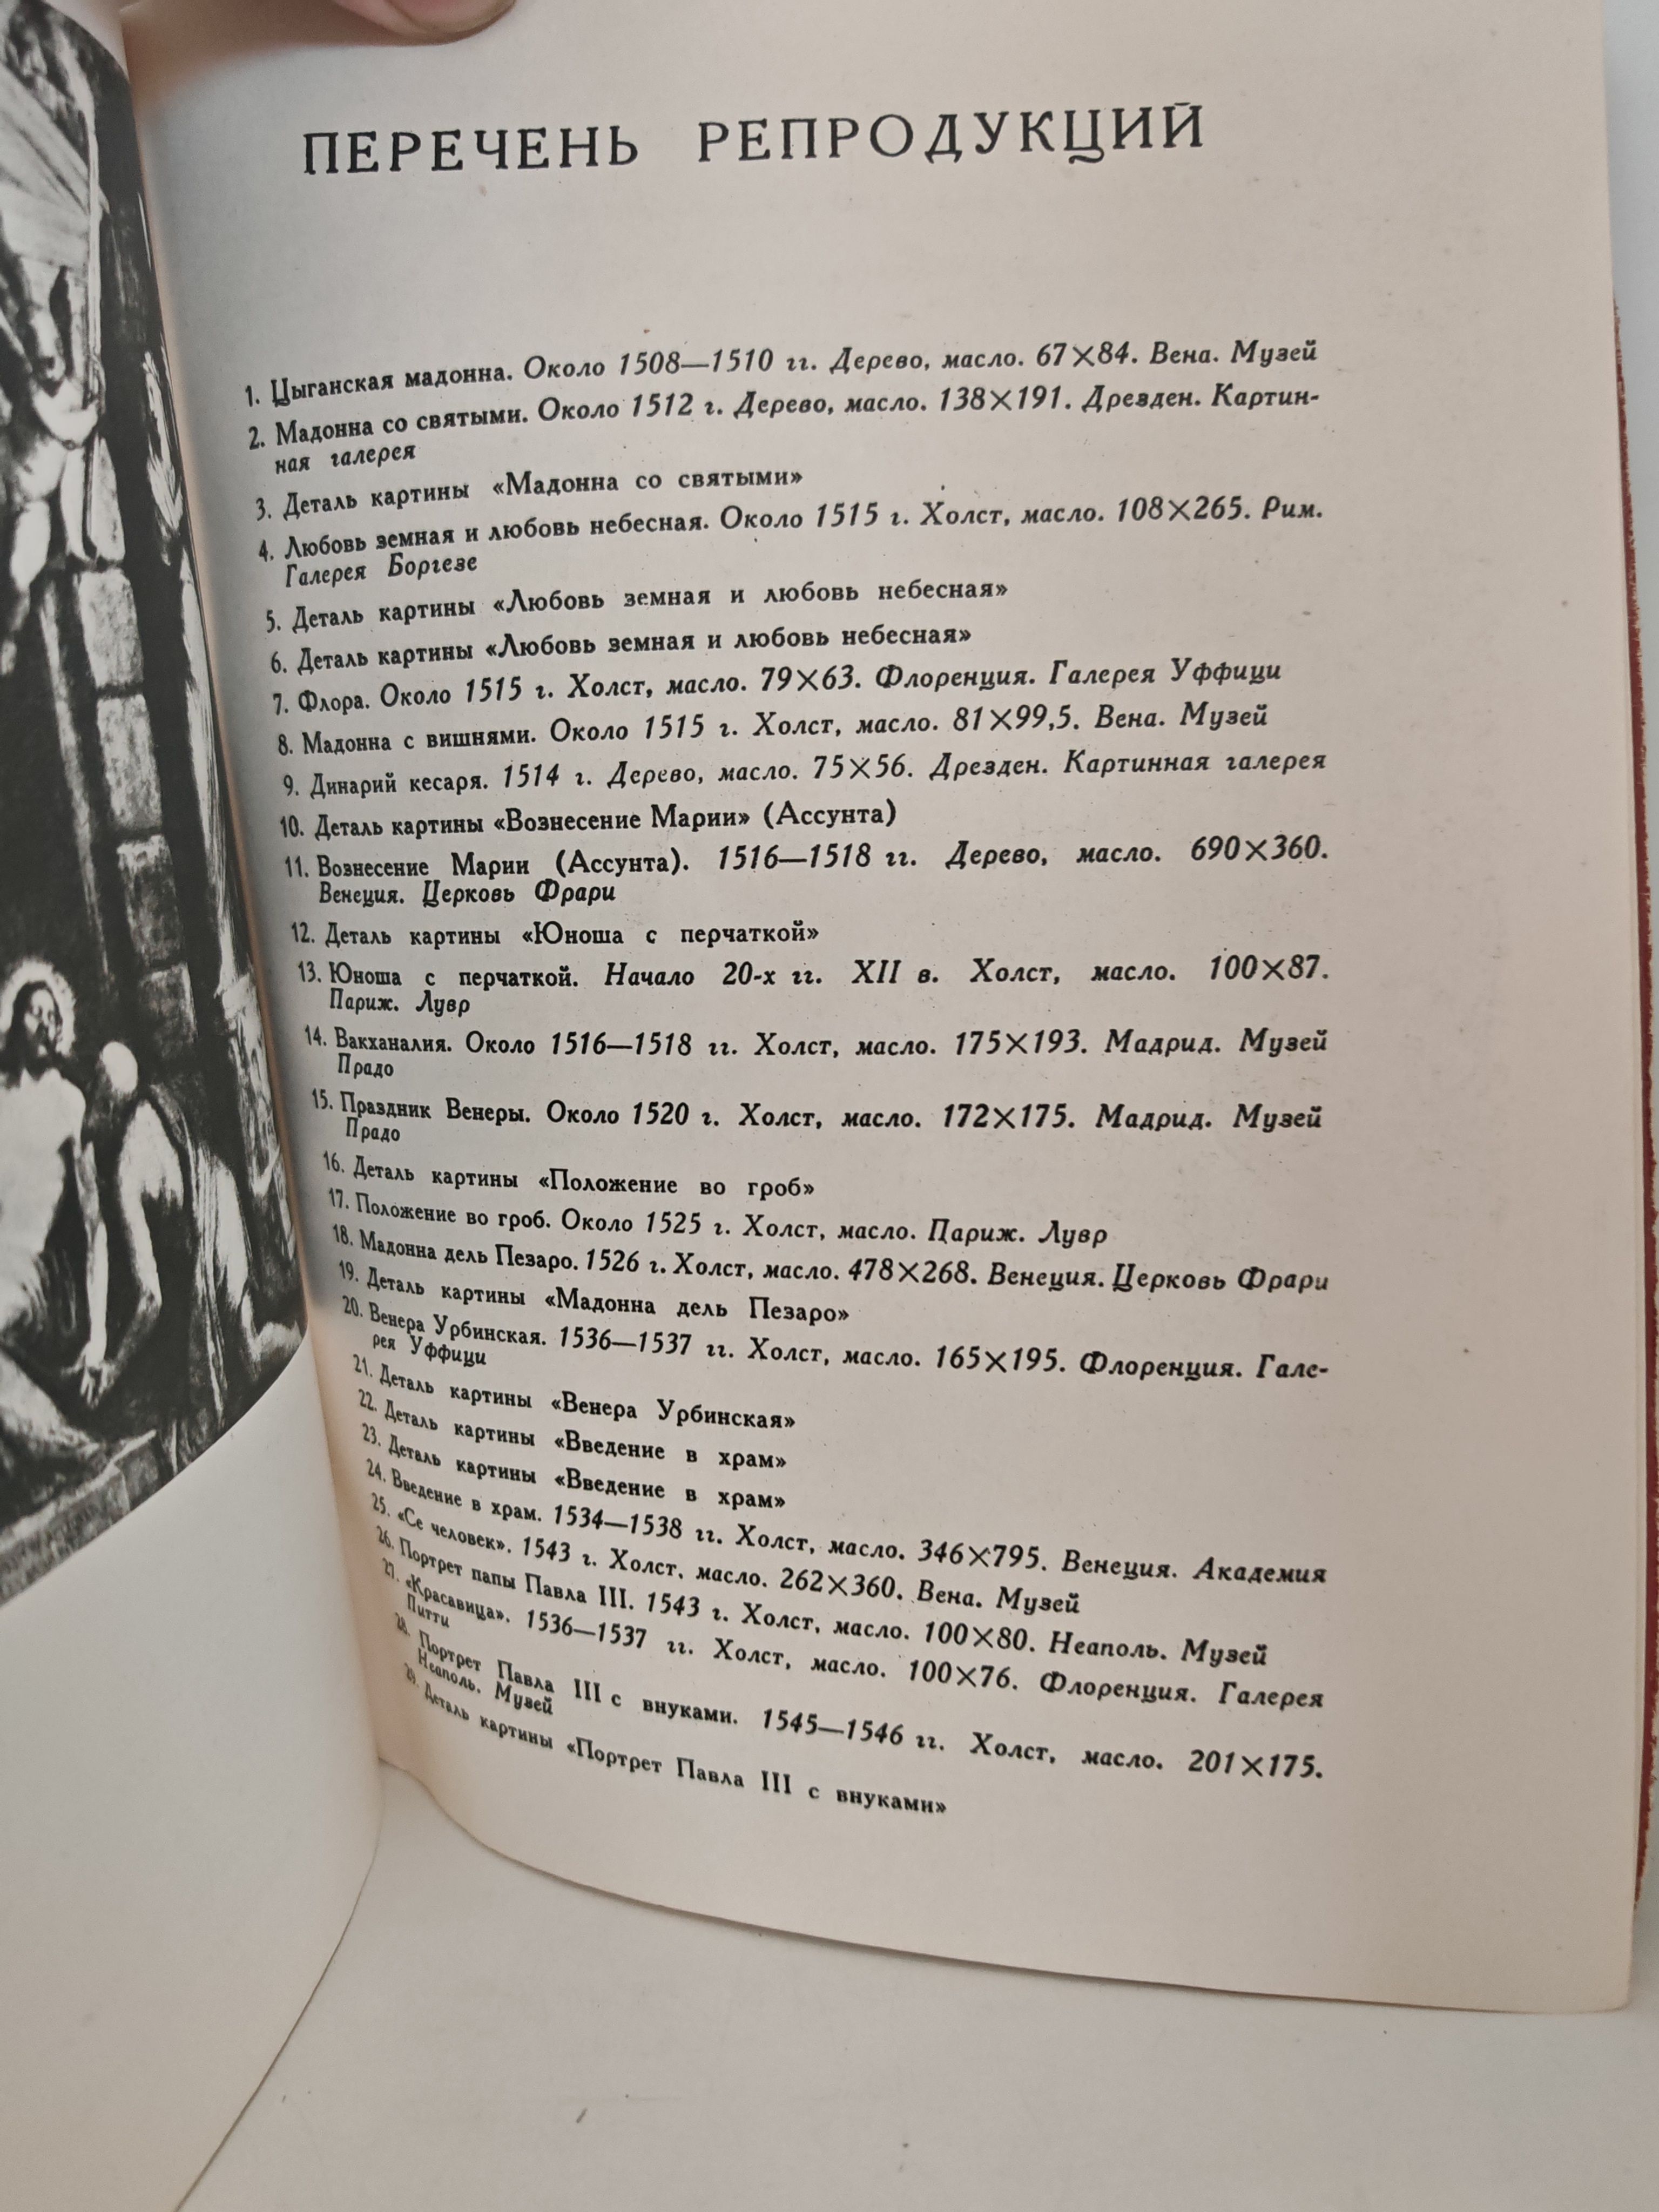 ПЕРЕЧЕНЬ РЕПРОДУКЦИЙ
1. Цыганская мадонна. Около 1508—1510 гг. Дерево, масло. 67×84. Вена. Музей
2. Мадонна со святыми. Около 1512 г. Дерево, масло. 138×191. Дрезден. Картин-
ная галерея
3. Деталь картины «Мадонна со святыми»
4. Любовь земная и любовь небесная. Около 1515 г. Холст, масло. 108×265. Рим.
Галерея Боргезе
5. Деталь картины «Любовь земная и любовь небесная»
6. Деталь картины «Любовь земная и любовь небесная»
7. Флора. Около 1515 г. Холст, масло. 79×63. Флоренция. Галерея Уффици
8. Мадонна с вишнями. Около 1515 г. Холст, масло. 81×99,5. Вена. Музей
9. Динарий кесаря. 1514 г. Дерево, масло. 75×56. Дрезден. Картинная галерея
10. Деталь картины «Вознесение Марии» (Ассунта)
11. Вознесение Марии (Ассунта). 1516—1518 гг. Дерево, масло. 690×360.
Венеция. Церковь Фрари
12. Деталь картины «Юноша с перчаткой»
13. Юноша с перчаткой. Начало 20-х гг. XII в. Холст, масло. 100×87.
Париж. Лувр
14. Вакханалия. Около 1516—1518 гг. Холст, масло. 175×193. Мадрид. Музей
Прадо
15. Праздник Венеры. Около 1520 г. Холст, масло. 172×175. Мадрид. Музей
Прадо
16. Деталь картины «Положение во гроб»
17. Положение во гроб. Около 1525 г. Холст, масло. Париж. Лувр
18. Мадонна дель Пезаро. 1526 г. Холст, масло. 478×268. Венеция. Церковь Фрари
19. Деталь картины «Мадонна дель Пезаро»
20. Венера Урбинская. 1536—1537 гг. Холст, масло. 165×195. Флоренция. Гале-
рея Уффици
21. Деталь картины «Венера Урбинская»
22. Деталь картины «Введение в храм»
23. Деталь картины «Введение в храм»
24. Введение в храм. 1534—1538 гг. Холст, масло. 346×795. Венеция. Академия
25. «Се человек». 1543 г. Холст, масло. 262×360. Вена. Музей
26. Портрет папы Павла III. 1543 г. Холст, масло. 100×80. Неаполь. Музей
27. «Красавица». 1536—1537 гг. Холст, масло. 100×76. Флоренция. Галерея
Питти
28. Портрет Павла III с внуками. 1545—1546 гг. Холст, масло. 201×175.
Неаполь. Музей
29. Деталь картины «Портрет Павла III с внуками»